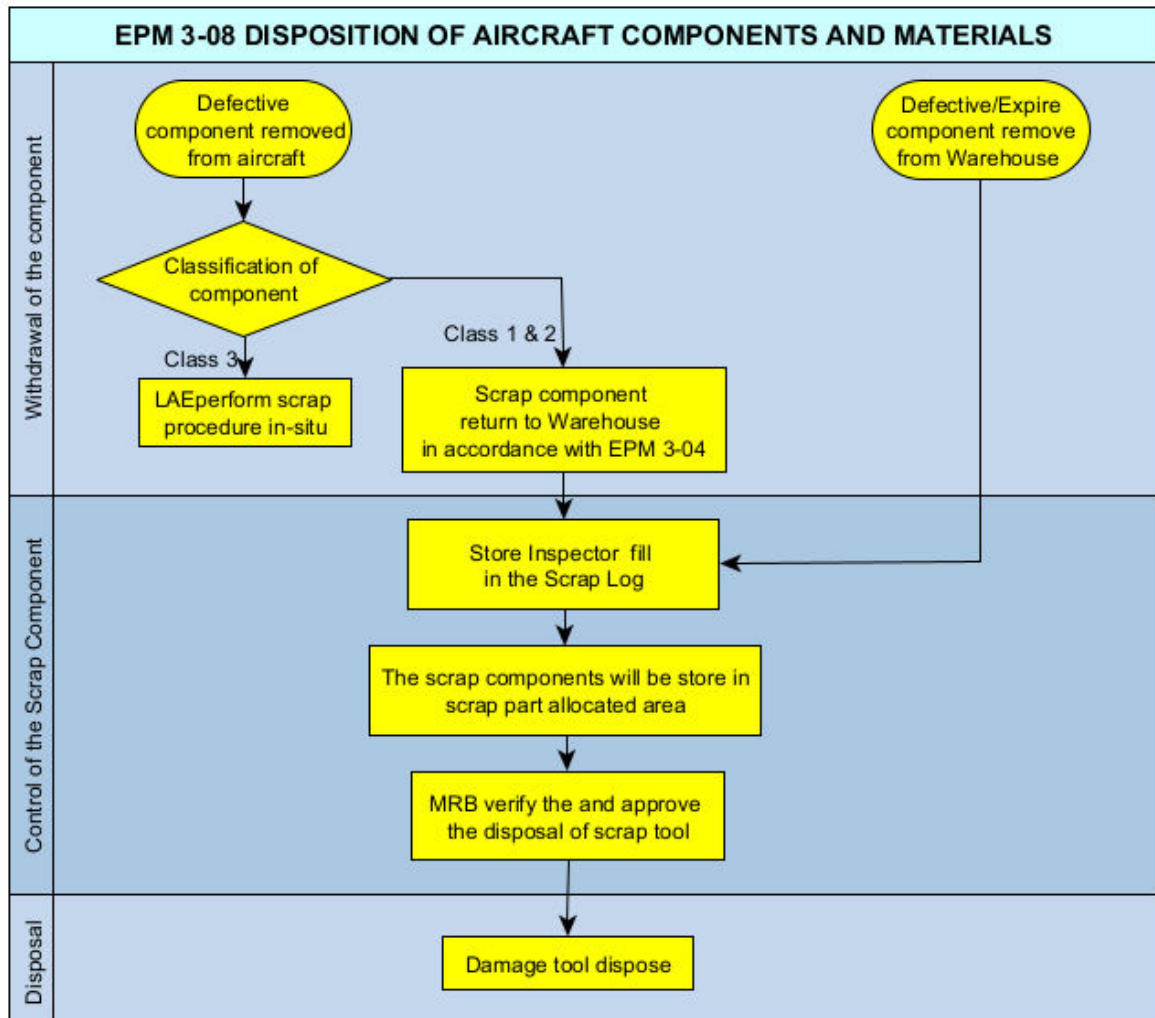 EPM 3-08 DISPOSITION OF AIRCRAFT COMPONENTS AND MATERIALS
Withdrawal of the component
Defective
component removed
from aircraft
Defective/Expire
component remove
from Warehouse
Classification of
component
Class 3
Class 1 & 2
LAEperform scrap
procedure in-situ
Scrap component
return to Warehouse
in accordance with EPM 3-04
Control of the Scrap Component
Store Inspector fill
in the Scrap Log
The scrap components will be store in
scrap part allocated area
MRB verify the and approve
the disposal of scrap tool
Disposal
Damage tool dispose